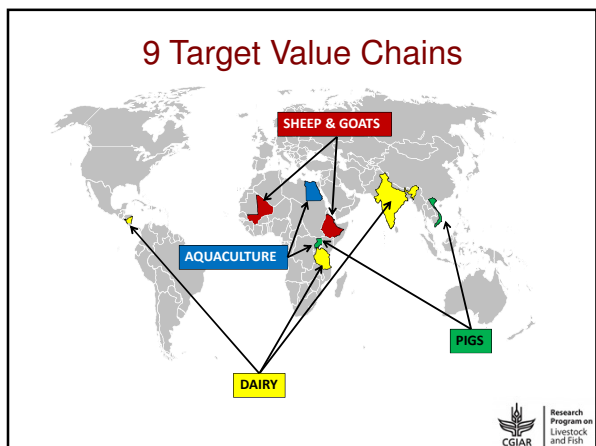 9 Target Value Chains
SHEEP & GOATS
AQUACULTURE
PIGS
DAIRY
CGIAR
Research
Program on
Livestock
and Fish